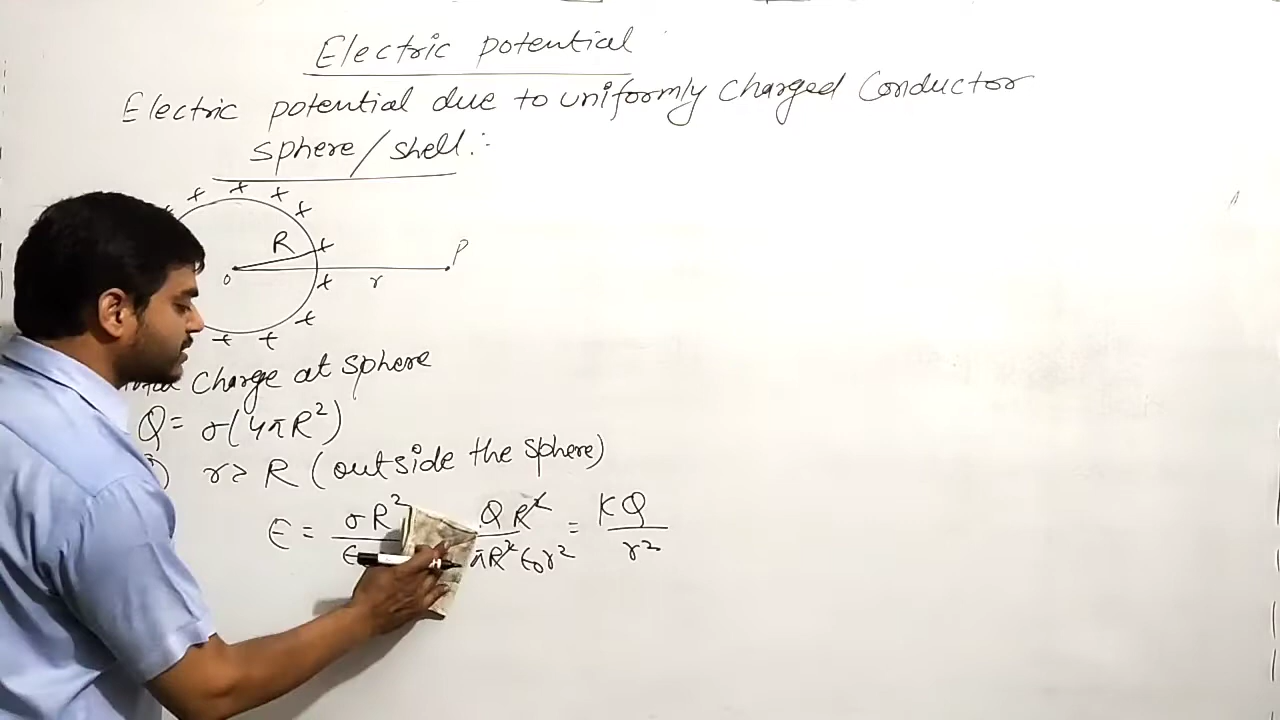 Electric potential
Electric potential due to uniformly charged Conductor
sphere/shell:-
+ + + +
R +
O r P
+ +
+ +
charge at sphere
Q = σ(4πR²)
r > R (outside the sphere)
E = σR² QR² / πR²ε₀r² = KQ / r²